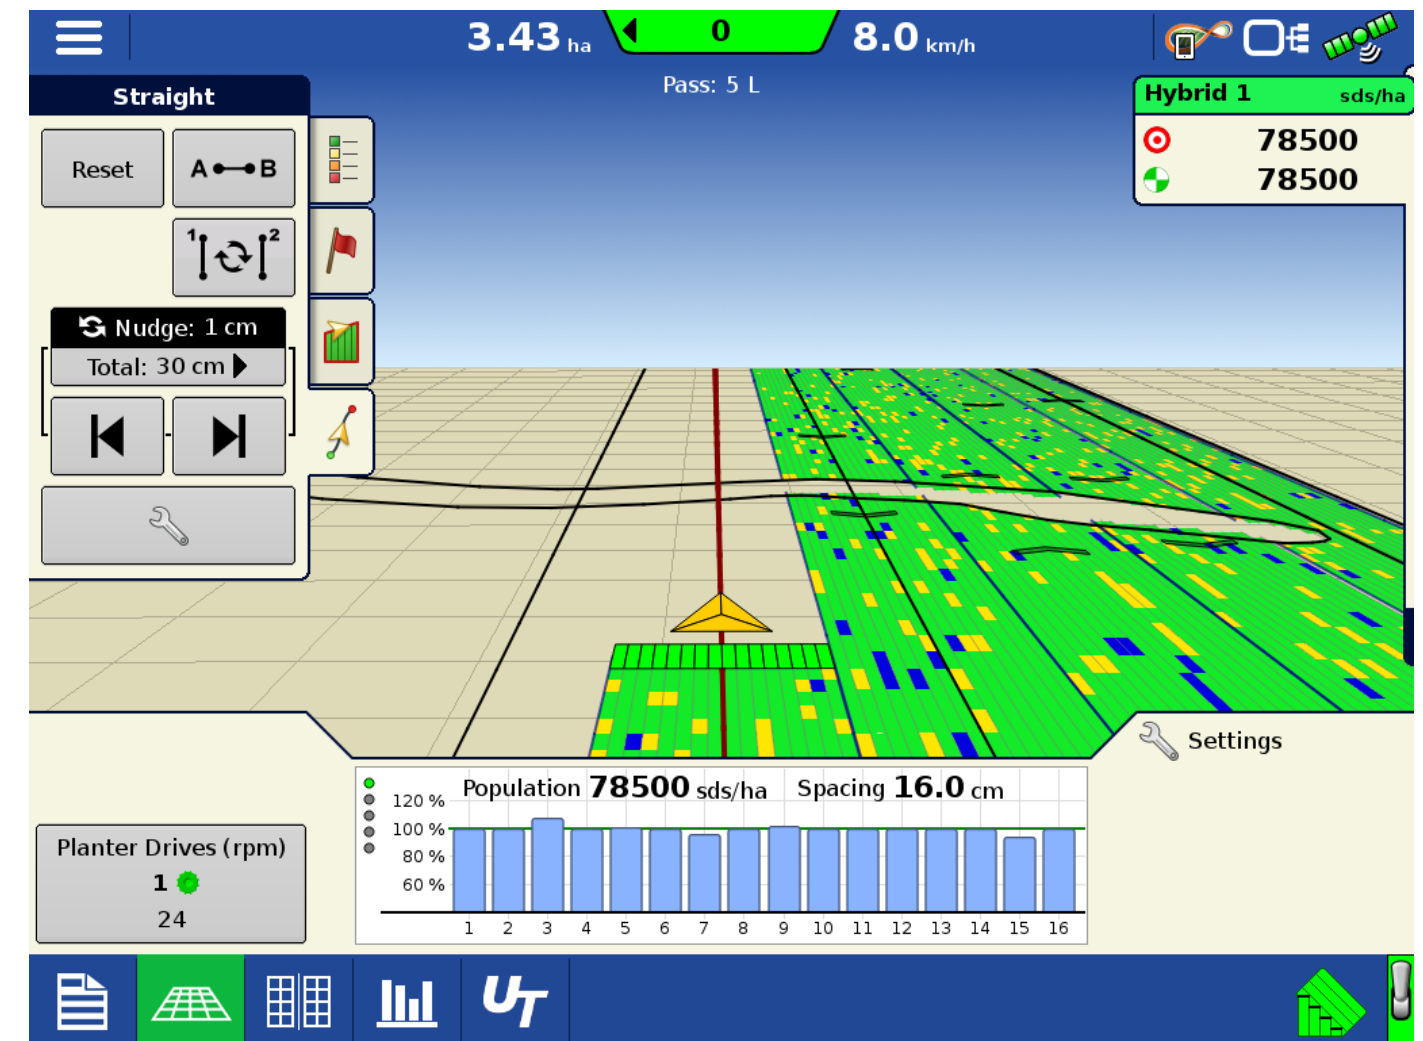 3.43 ha
0
8.0 km/h
Pass: 5 L
Straight
Reset
A B
1 2
Nudge: 1 cm
Total: 30 cm
Hybrid 1 sds/ha
78500
78500
Settings
Planter Drives (rpm)
1
24
Population 78500 sds/ha Spacing 16.0 cm
120 %
100 %
80 %
60 %
1 2 3 4 5 6 7 8 9 10 11 12 13 14 15 16
UT